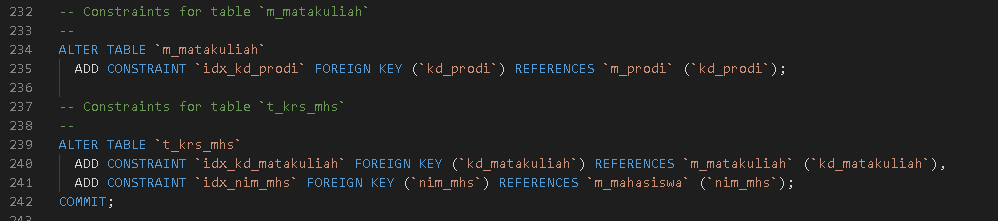 232 -- Constraints for table `m_matakuliah`
233 --
234 ALTER TABLE `m_matakuliah`
235 ADD CONSTRAINT `idx_kd_prodi` FOREIGN KEY (`kd_prodi`) REFERENCES `m_prodi` (`kd_prodi`);
236
237 -- Constraints for table `t_krs_mhs`
238 --
239 ALTER TABLE `t_krs_mhs`
240 ADD CONSTRAINT `idx_kd_matakuliah` FOREIGN KEY (`kd_matakuliah`) REFERENCES `m_matakuliah` (`kd_matakuliah`),
241 ADD CONSTRAINT `idx_nim_mhs` FOREIGN KEY (`nim_mhs`) REFERENCES `m_mahasiswa` (`nim_mhs`);
242 COMMIT;